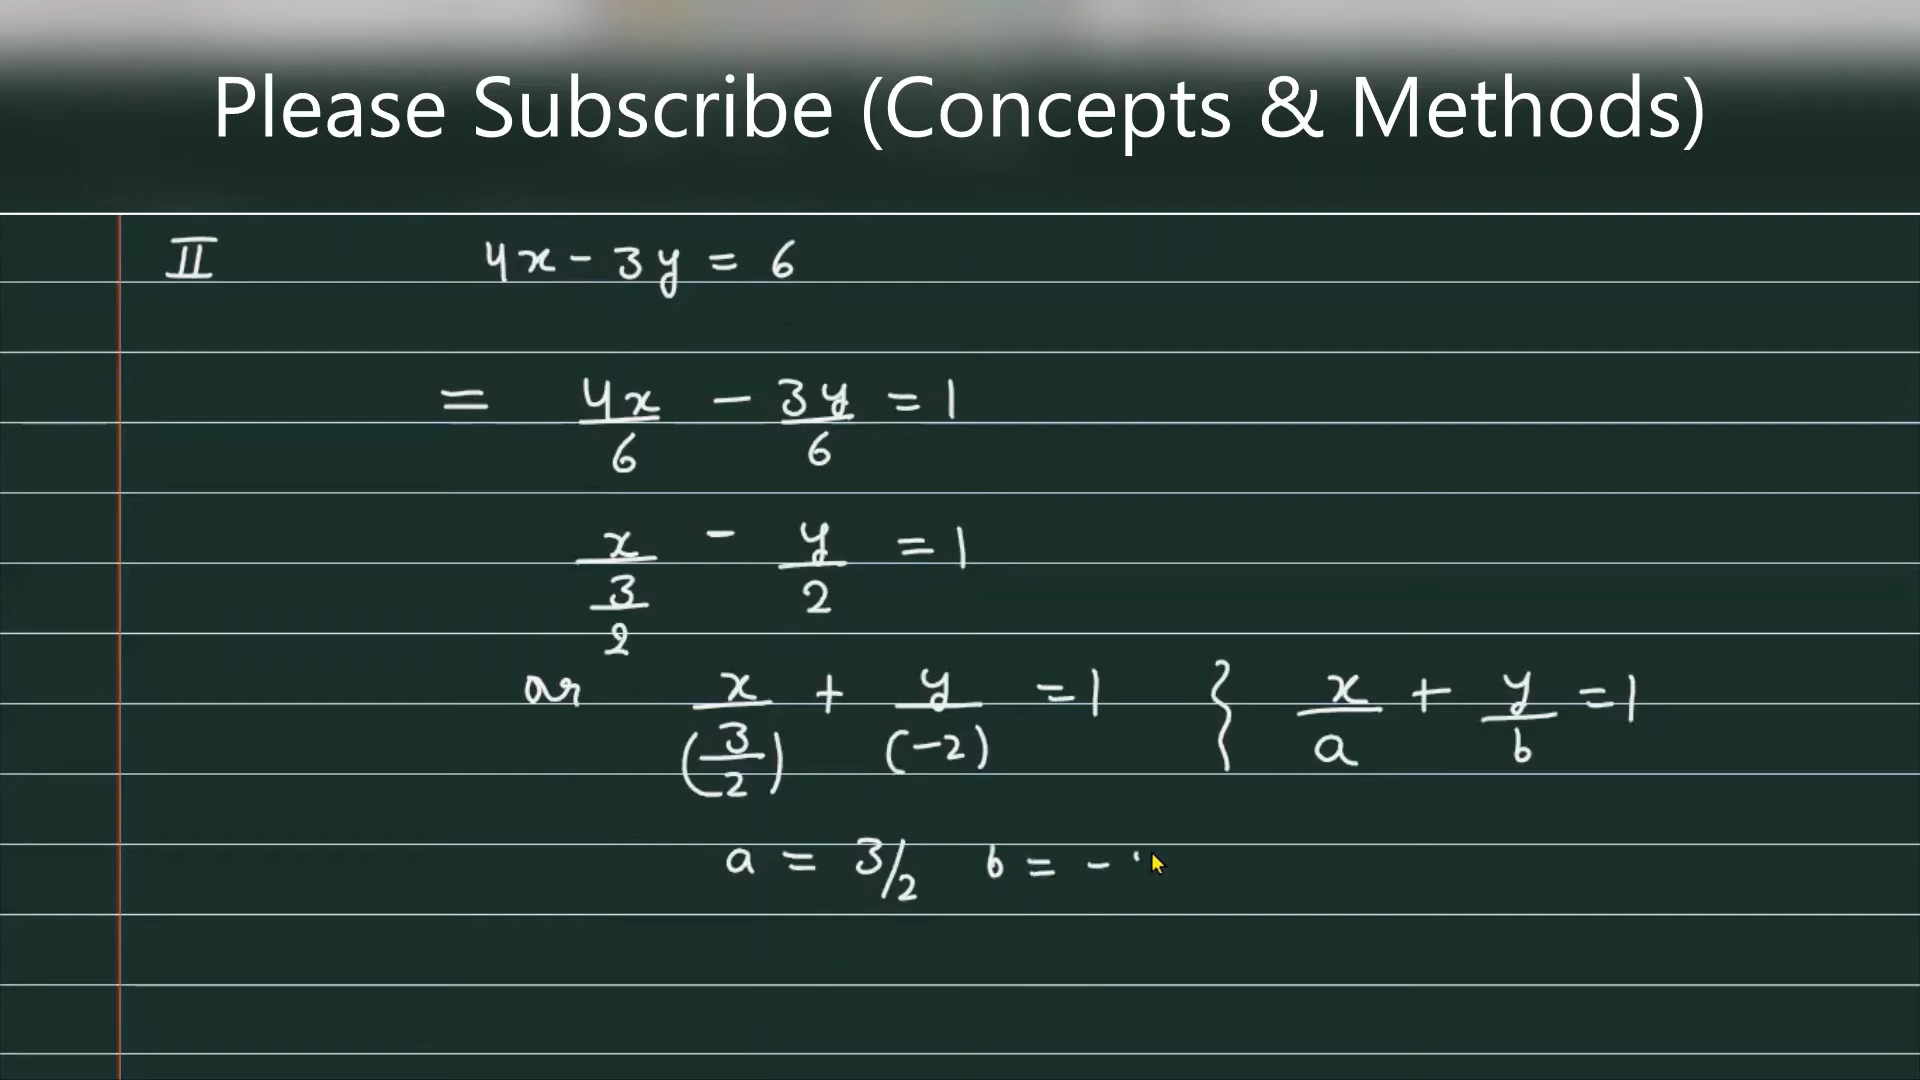 Please Subscribe (Concepts & Methods)
II 4x - 3y = 6
= 4x/6 - 3y/6 = 1
x/(3/2) - y/2 = 1
or x/(3/2) + y/(-2) = 1 } x/a + y/b = 1
a = 3/2 b = -